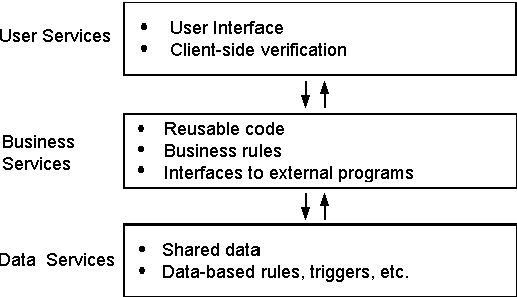 User Services
• User Interface
• Client-side verification
Business
Services
• Reusable code
• Business rules
• Interfaces to external programs
Data Services
• Shared data
• Data-based rules, triggers, etc.